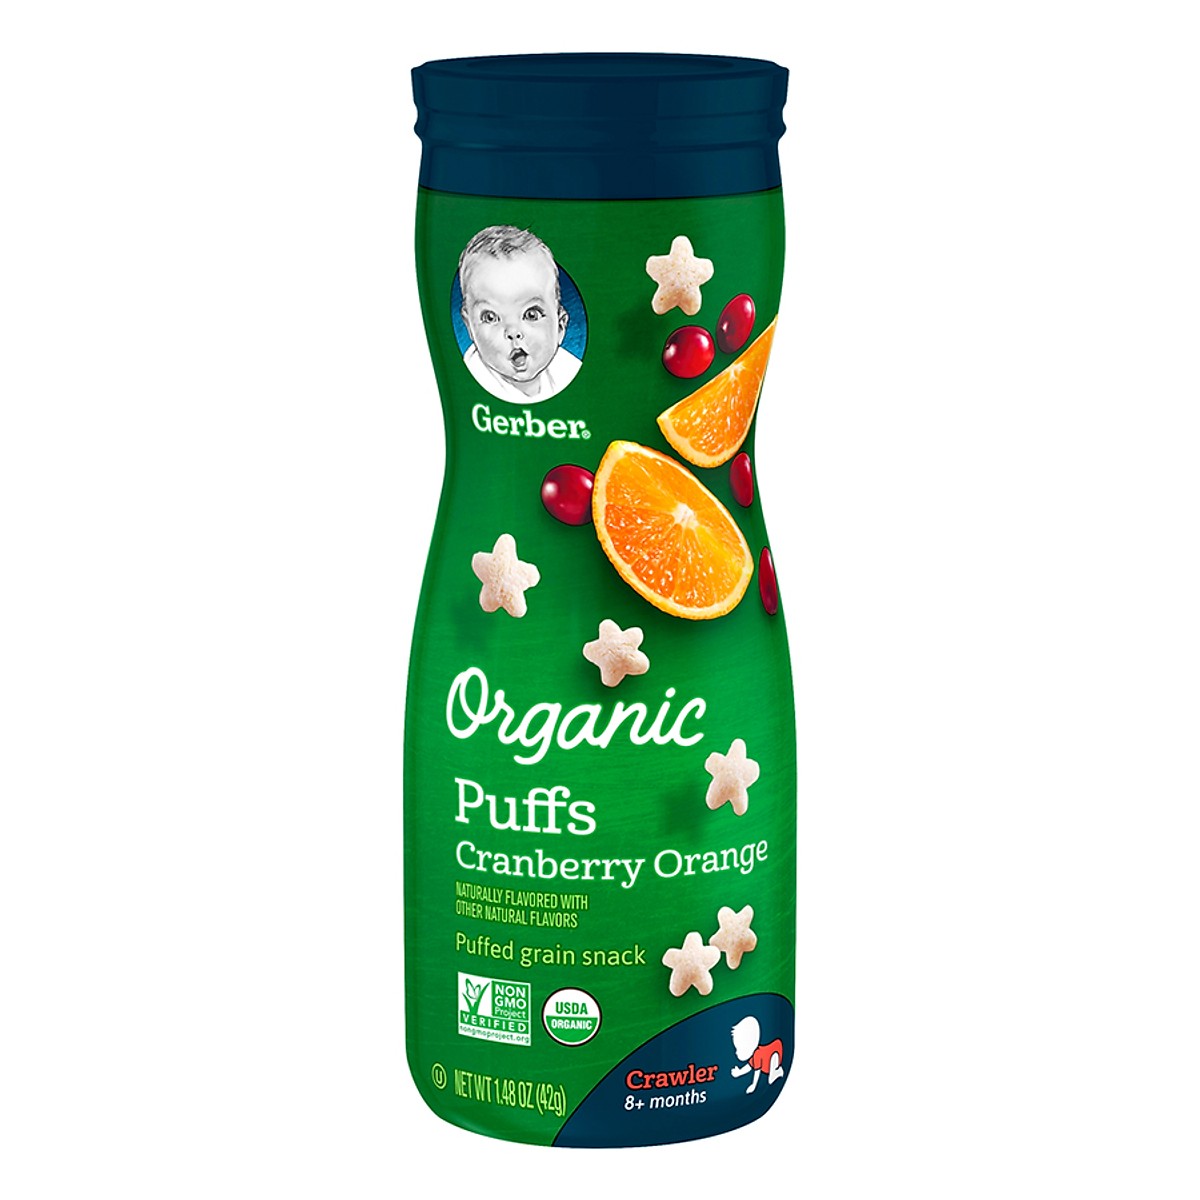 Gerber®
Organic
Puffs
Cranberry Orange
NATURALLY FLAVORED WITH
OTHER NATURAL FLAVORS
Puffed grain snack
NON
GMO
Project
VERIFIED
nongmoproject.org
USDA
ORGANIC
U
NET WT 1.48 OZ (42g)
Crawler
8+ months